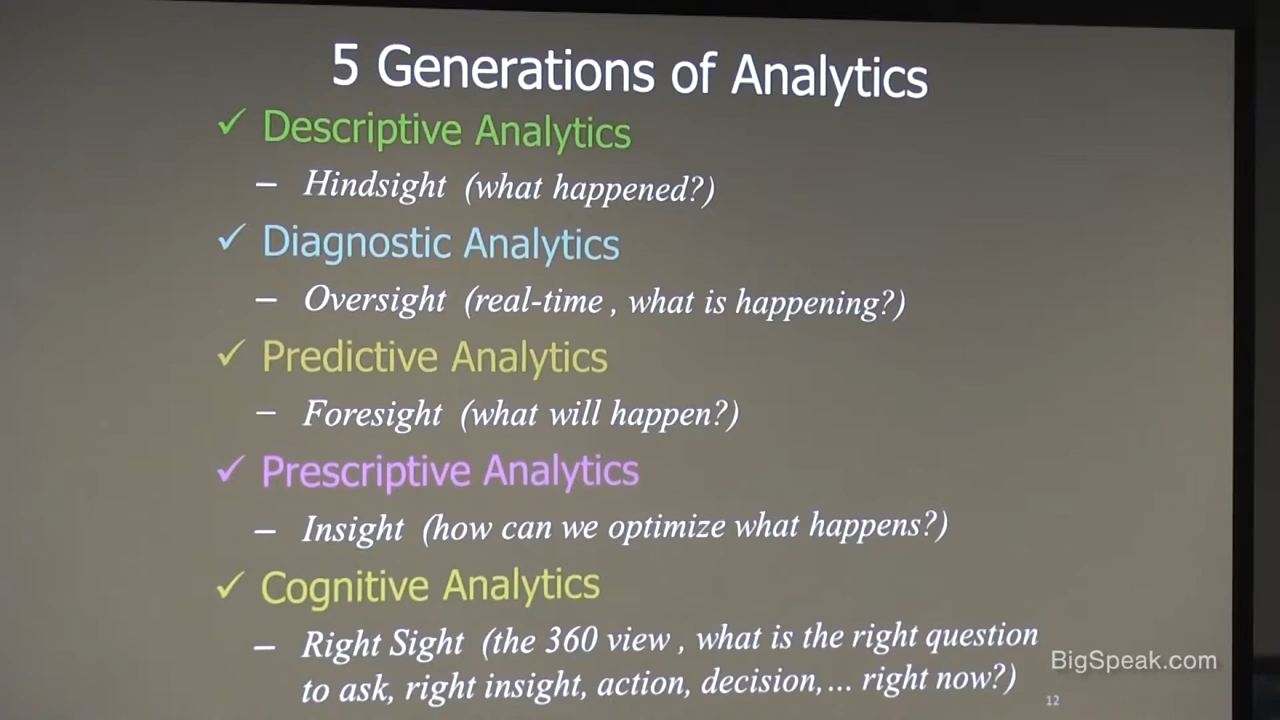 5 Generations of Analytics
✓ Descriptive Analytics
– Hindsight (what happened?)
✓ Diagnostic Analytics
– Oversight (real-time , what is happening?)
✓ Predictive Analytics
– Foresight (what will happen?)
✓ Prescriptive Analytics
– Insight (how can we optimize what happens?)
✓ Cognitive Analytics
– Right Sight (the 360 view , what is the right question
to ask, right insight, action, decision,... right now?)
BigSpeak.com
12